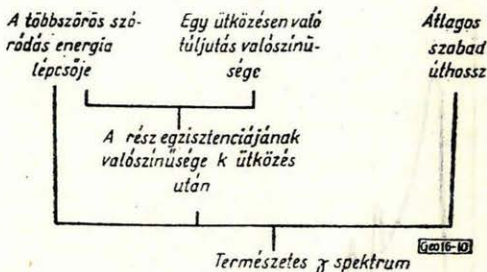 A többszörös szó-
ródás energia
lépcsője
Egy ütközésen való
túljutás valószínű-
sége
Átlagos
szabad
úthossz
A rész egzisztenciájának
valószínűsége k ütközés
után
Geo16-10
Természetes γ spektrum